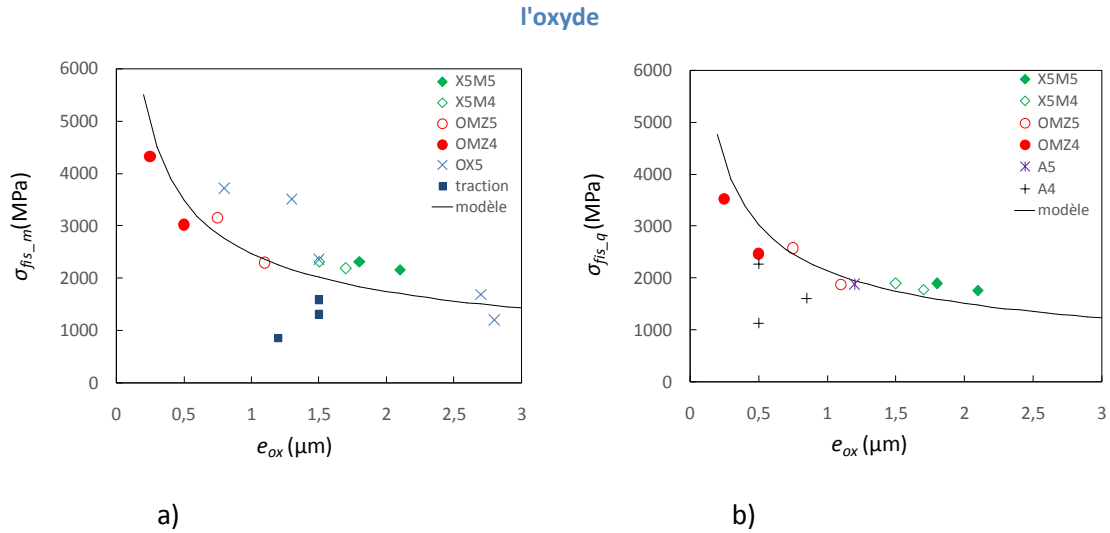 l'oxyde
6000
5000
4000
3000
2000
1000
0
0
0,5
1
1,5
2
2,5
3
σfis_m (MPa)
eox (µm)
X5M5
X5M4
OMZ5
OMZ4
OX5
traction
modèle
a)
6000
5000
4000
3000
2000
1000
0
0
0,5
1
1,5
2
2,5
3
σfis_q (MPa)
eox (µm)
X5M5
X5M4
OMZ5
OMZ4
A5
A4
modèle
b)